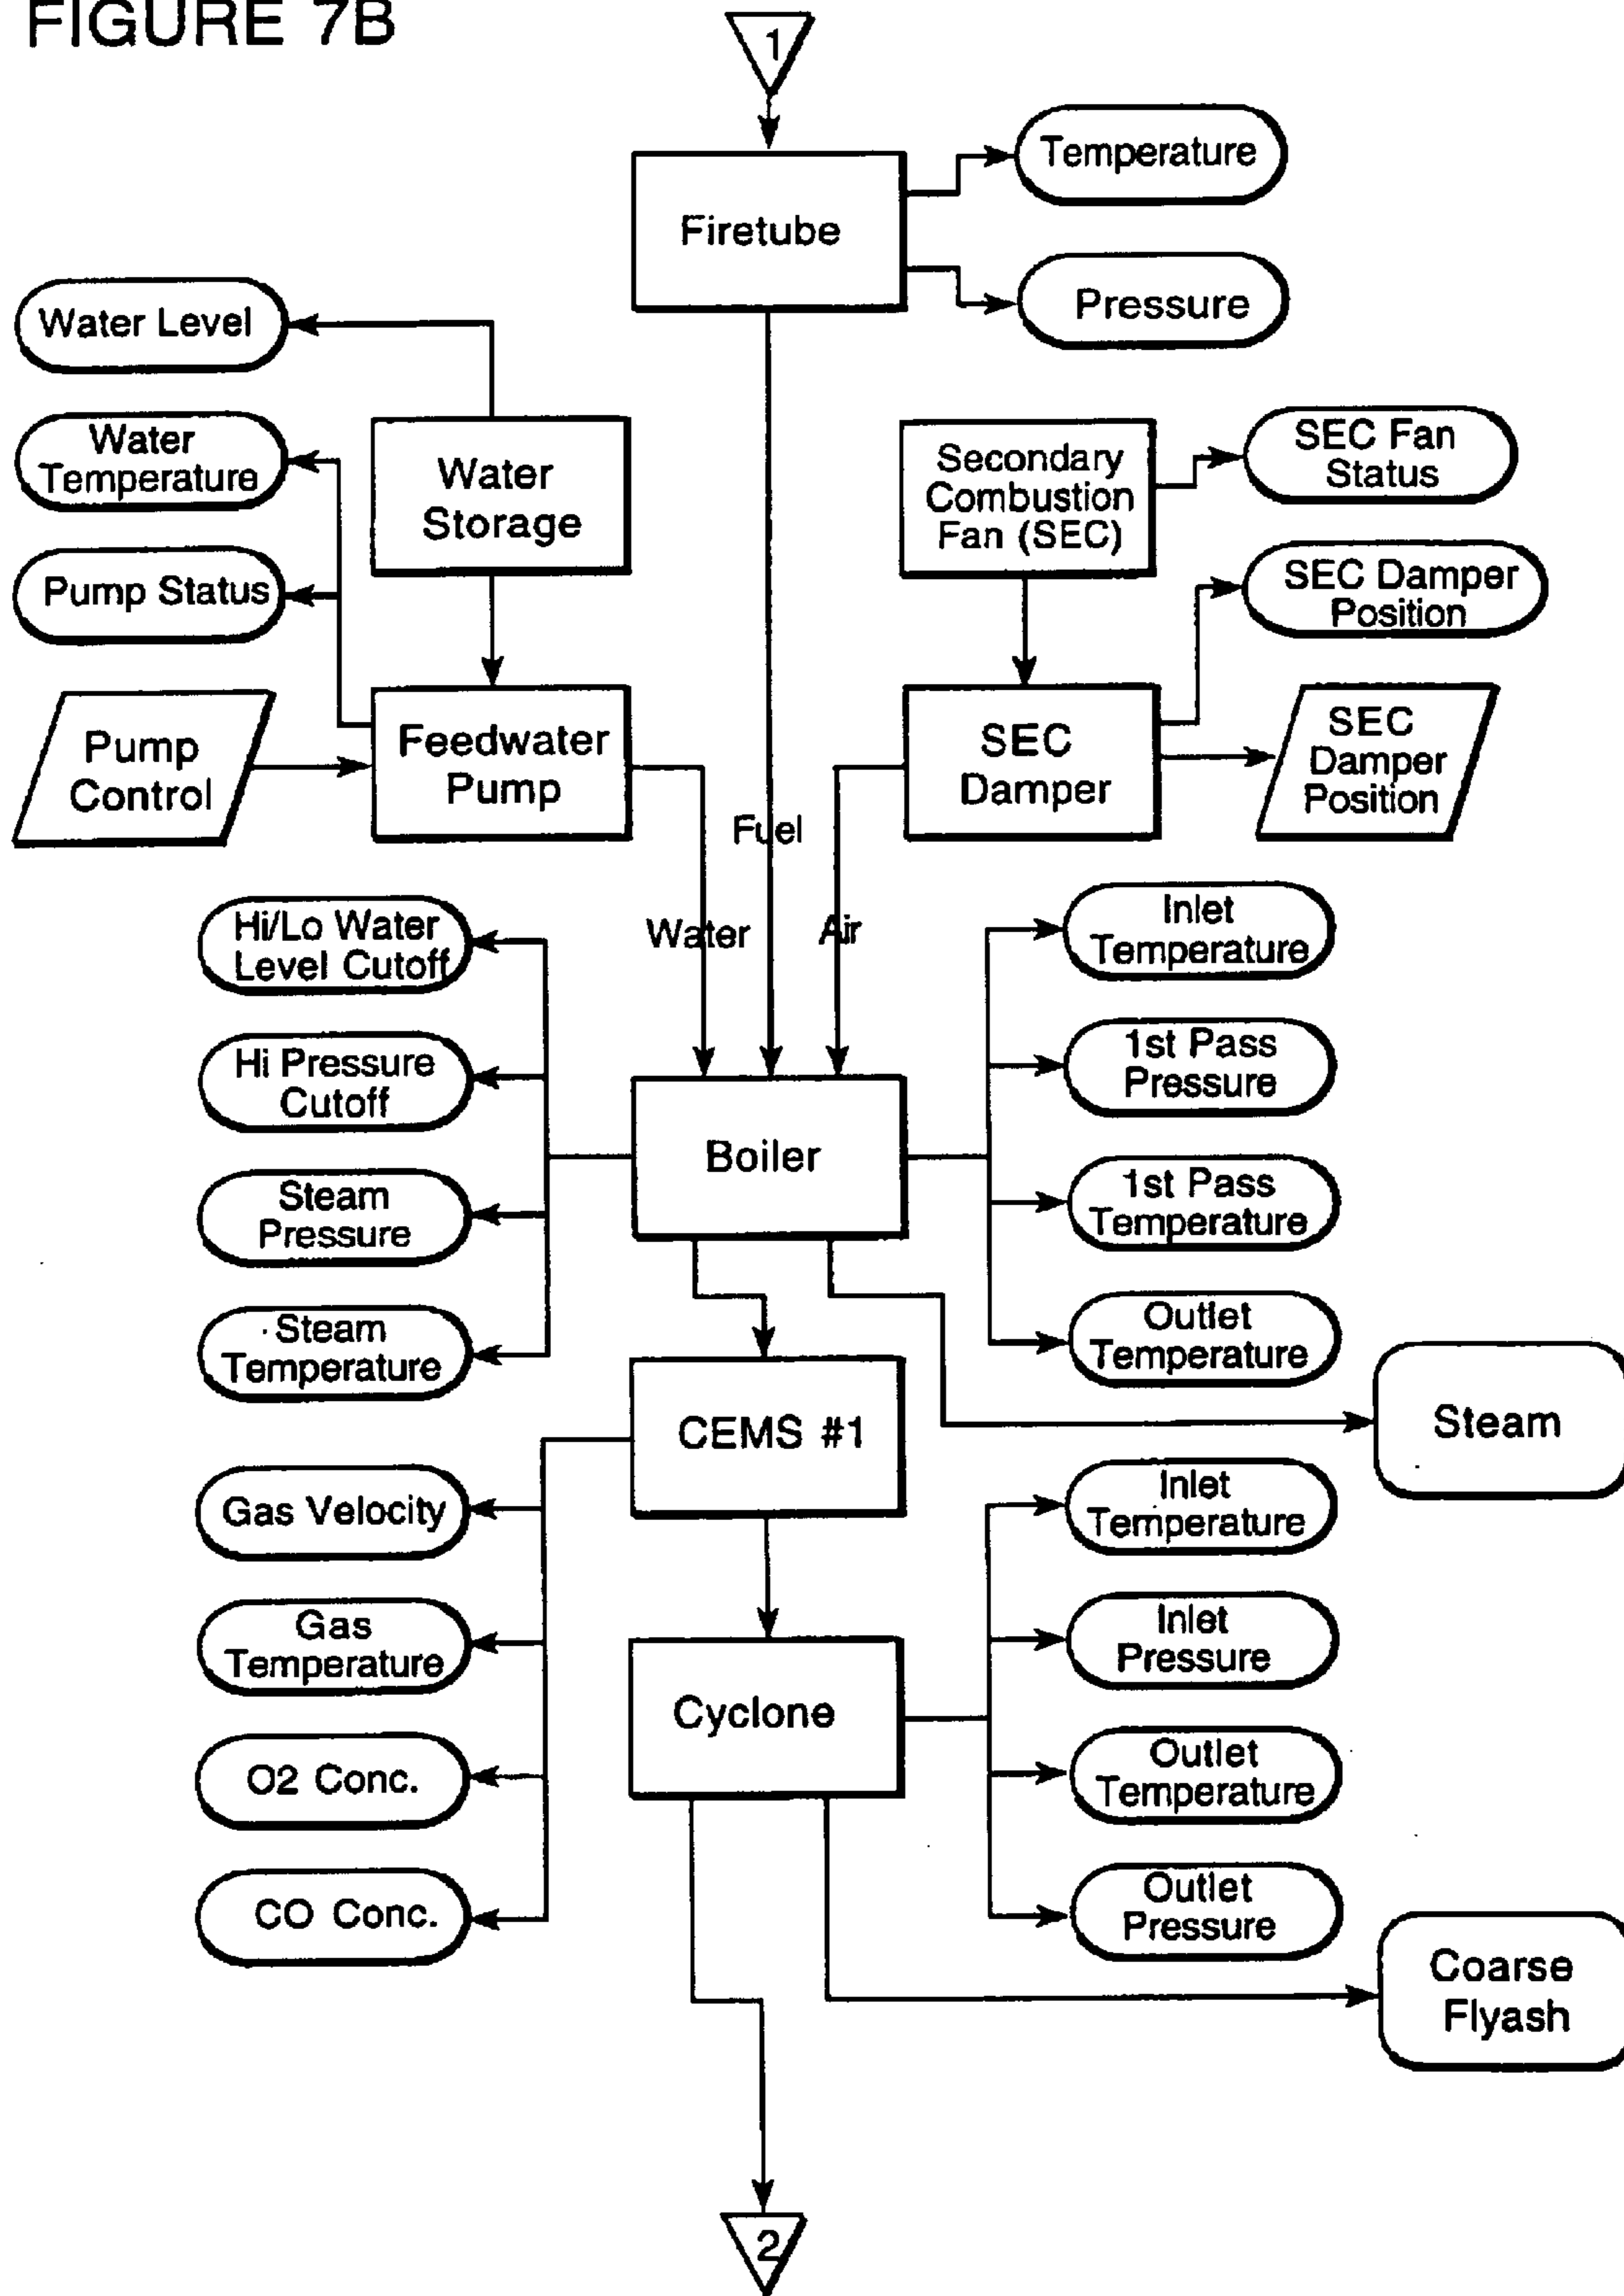 FIGURE 7B
1
Temperature
Firetube
Pressure
Water Level
Water
Temperature
Water
Storage
Secondary
Combustion
Fan (SEC)
SEC Fan
Status
Pump Status
SEC Damper
Position
Pump
Control
Feedwater
Pump
SEC
Damper
SEC
Damper
Position
Fuel
Water
Air
Hi/Lo Water
Level Cutoff
Inlet
Temperature
Hi Pressure
Cutoff
1st Pass
Pressure
Boiler
Steam
Pressure
1st Pass
Temperature
Steam
Temperature
Outlet
Temperature
CEMS #1
Steam
Gas Velocity
Inlet
Temperature
Gas
Temperature
Inlet
Pressure
Cyclone
O2 Conc.
Outlet
Temperature
CO Conc.
Outlet
Pressure
Coarse
Flyash
2